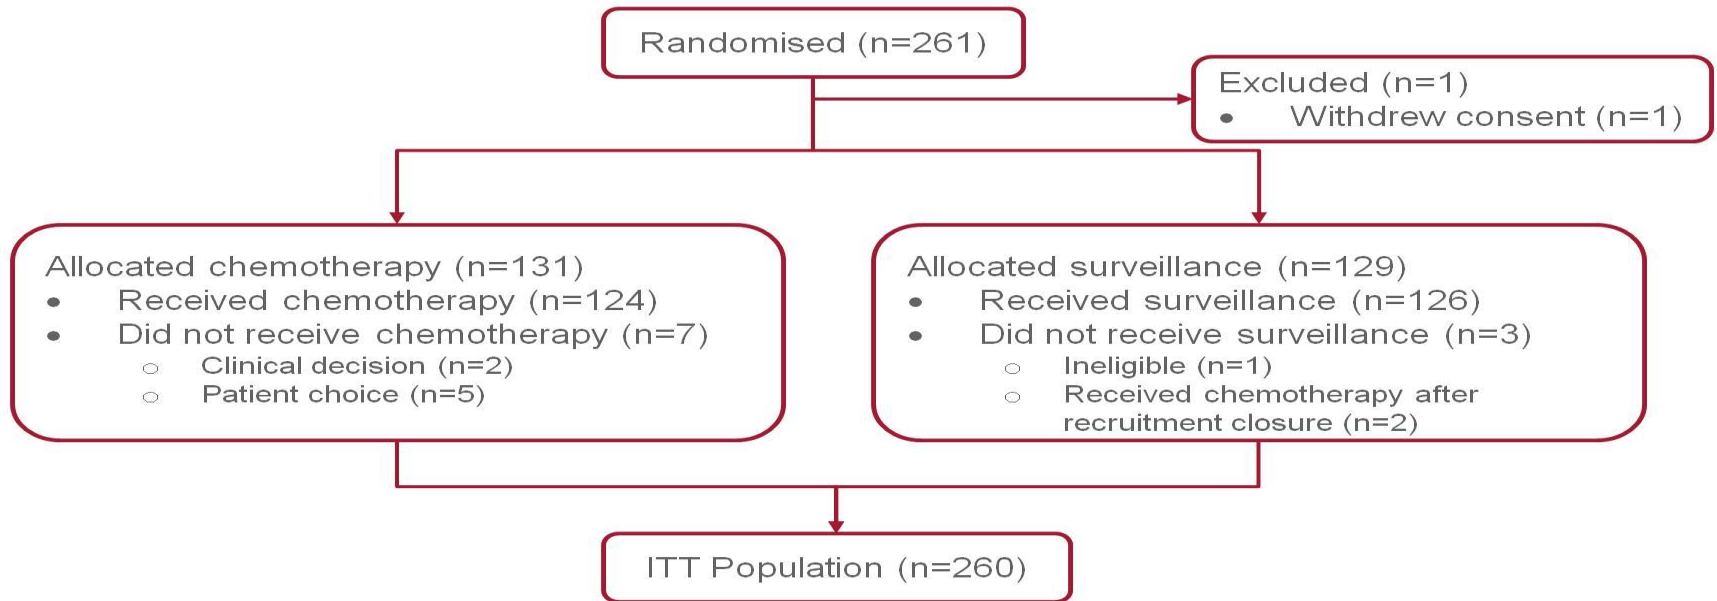 Randomised (n=261)
Excluded (n=1)
• Withdrew consent (n=1)
Allocated chemotherapy (n=131)
• Received chemotherapy (n=124)
• Did not receive chemotherapy (n=7)
○ Clinical decision (n=2)
○ Patient choice (n=5)
Allocated surveillance (n=129)
• Received surveillance (n=126)
• Did not receive surveillance (n=3)
○ Ineligible (n=1)
○ Received chemotherapy after
recruitment closure (n=2)
ITT Population (n=260)